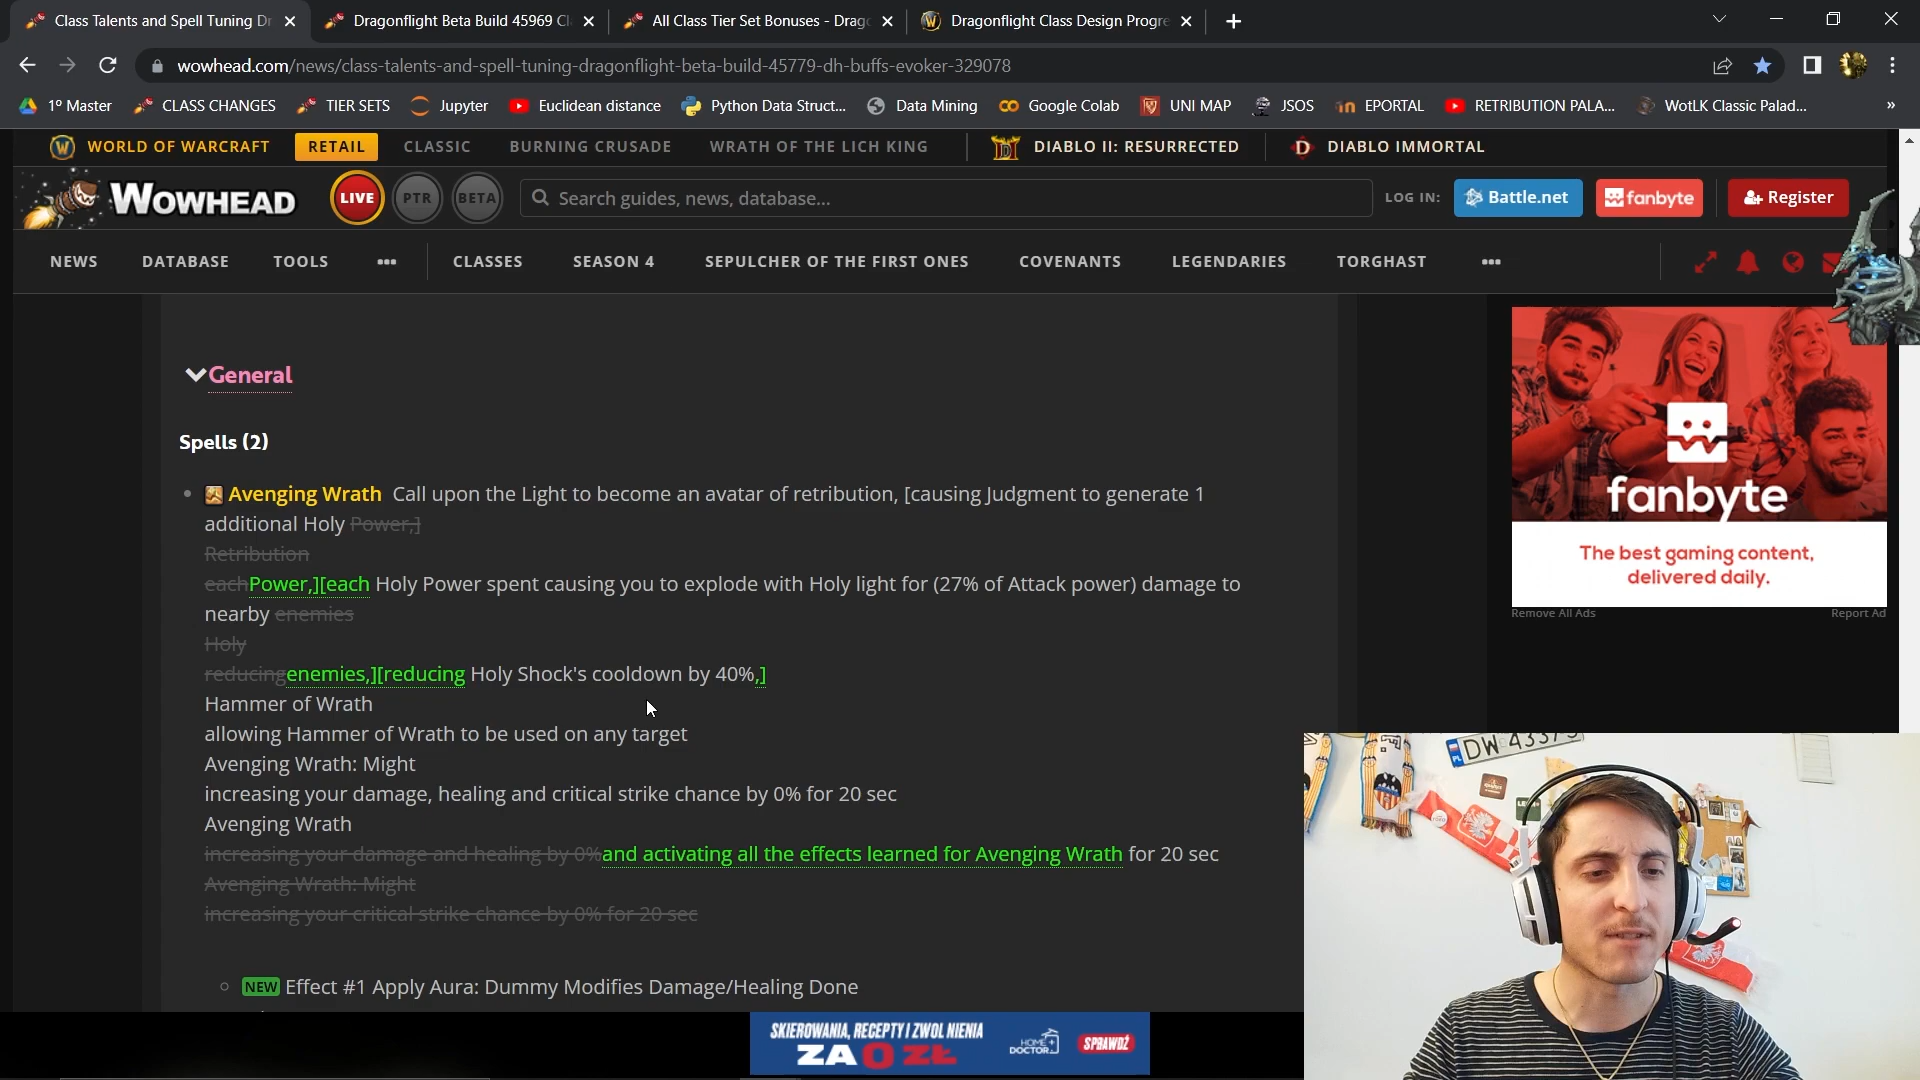 Class Talents and Spell Tuning Dr
Dragonflight Beta Build 45969 Cl
All Class Tier Set Bonuses - Drago
Dragonflight Class Design Progre
wowhead.com/news/class-talents-and-spell-tuning-dragonflight-beta-build-45779-dh-buffs-evoker-329078
1º Master
CLASS CHANGES
TIER SETS
Jupyter
Euclidean distance
Python Data Struct...
Data Mining
Google Colab
UNI MAP
JSOS
EPORTAL
RETRIBUTION PALA...
WotLK Classic Palad...
»
WORLD OF WARCRAFT
RETAIL
CLASSIC
BURNING CRUSADE
WRATH OF THE LICH KING
DIABLO II: RESURRECTED
DIABLO IMMORTAL
WOWHEAD
LIVE
PTR
BETA
Search guides, news, database...
LOG IN:
Battle.net
fanbyte
Register
NEWS
DATABASE
TOOLS
•••
CLASSES
SEASON 4
SEPULCHER OF THE FIRST ONES
COVENANTS
LEGENDARIES
TORGHAST
•••
General
Spells (2)
Avenging Wrath Call upon the Light to become an avatar of retribution, [causing Judgment to generate 1
additional Holy Power,]
Retribution
eachPower,][each Holy Power spent causing you to explode with Holy light for (27% of Attack power) damage to
nearby enemies
Holy
reducingenemies,][reducing Holy Shock's cooldown by 40%,]
Hammer of Wrath
allowing Hammer of Wrath to be used on any target
Avenging Wrath: Might
increasing your damage, healing and critical strike chance by 0% for 20 sec
Avenging Wrath
increasing your damage and healing by 0%and activating all the effects learned for Avenging Wrath for 20 sec
Avenging Wrath: Might
increasing your critical strike chance by 0% for 20 sec
NEW Effect #1 Apply Aura: Dummy Modifies Damage/Healing Done
fanbyte
The best gaming content,
delivered daily.
Remove All Ads
Report Ad
SKIEROWANIA, RECEPTY I ZWOLNIENIA
ZA 0 ZŁ
HOME+
DOCTOR
SPRAWDŹ